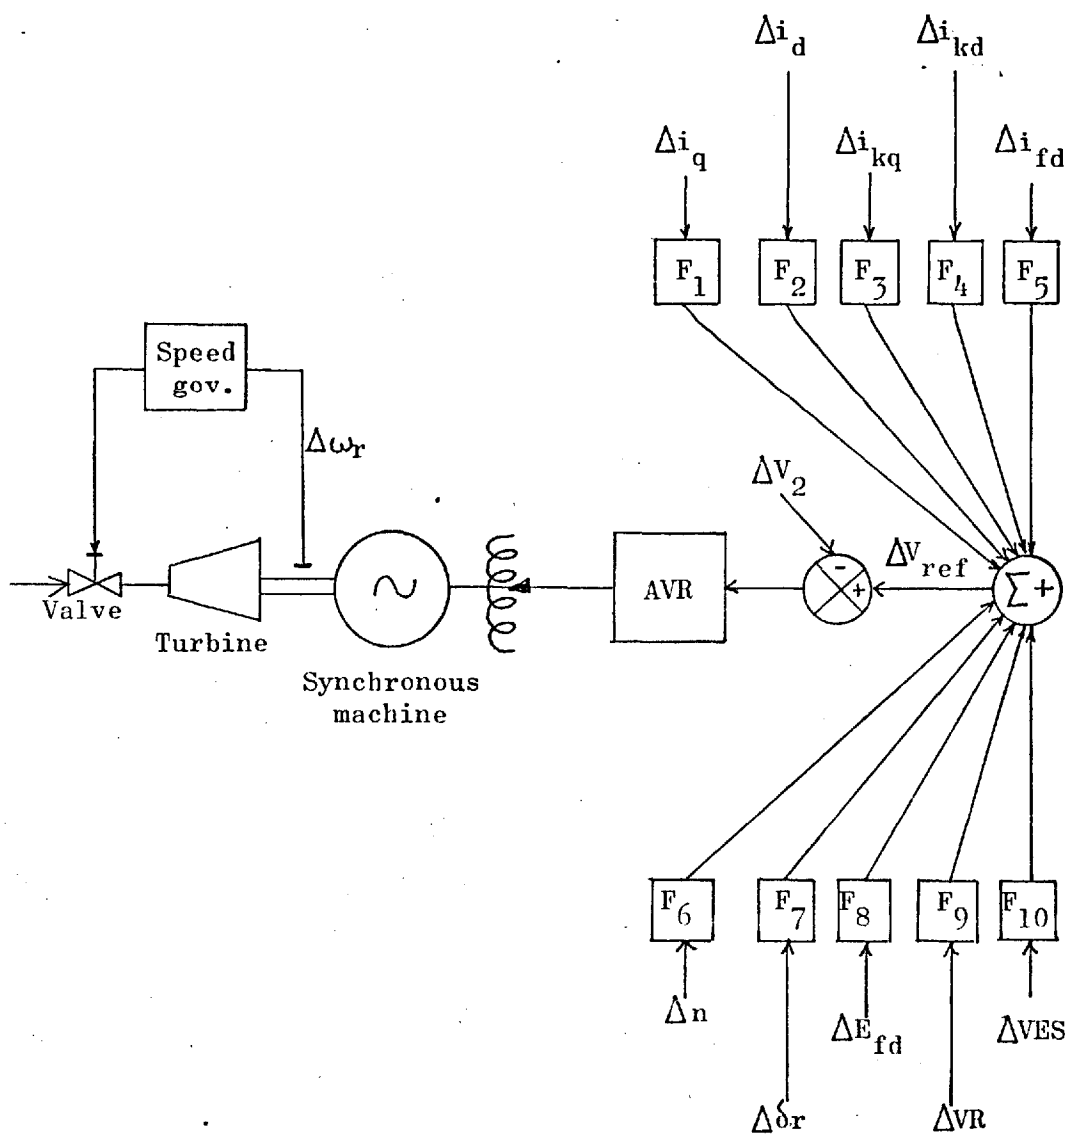 Δi_d
Δi_kd
Δi_q
Δi_kq
Δi_fd
F_1
F_2
F_3
F_4
F_5
Speed
gov.
Δω_r
ΔV_2
-
+
ΔV_ref
Σ +
AVR
Valve
Turbine
Synchronous
machine
F_6
F_7
F_8
F_9
F_10
Δn
ΔE_fd
ΔVES
Δδr
ΔVR